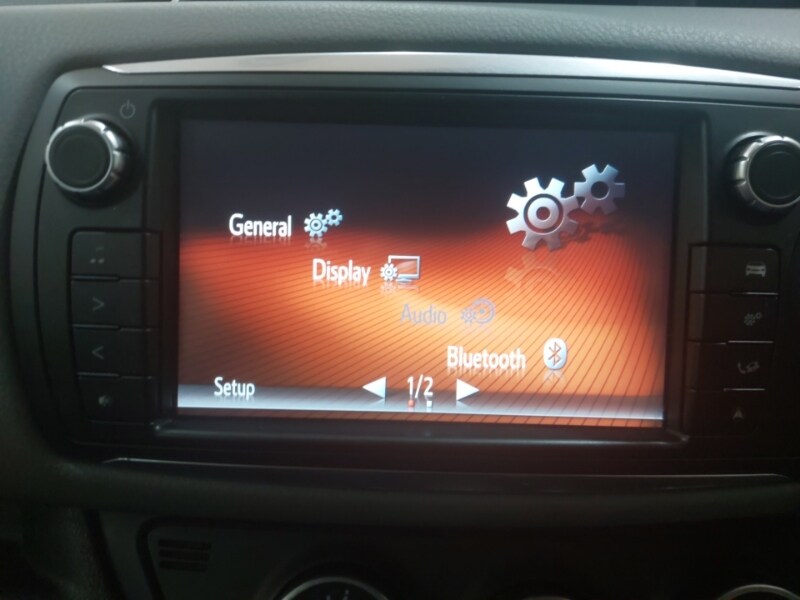 General
Display
Audio
Bluetooth
Setup
1/2